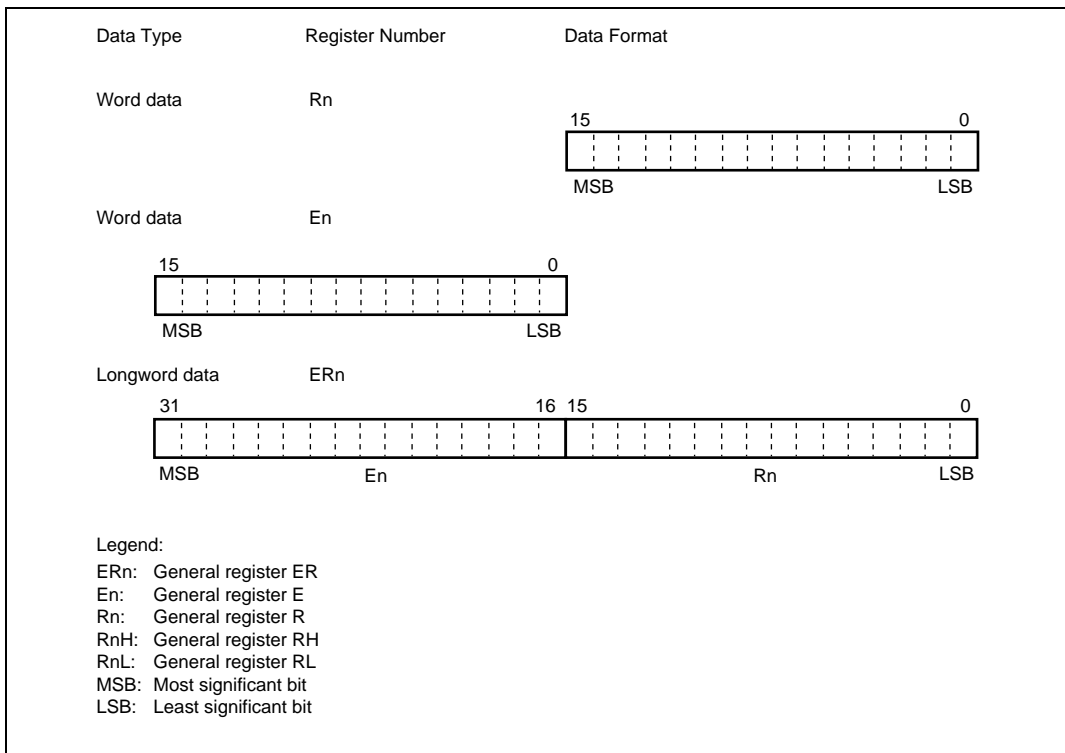 Data Type Register Number Data Format
Word data Rn
15 0
MSB LSB
Word data En
15 0
MSB LSB
Longword data ERn
31 16 15 0
MSB En Rn LSB
Legend:
ERn: General register ER
En: General register E
Rn: General register R
RnH: General register RH
RnL: General register RL
MSB: Most significant bit
LSB: Least significant bit